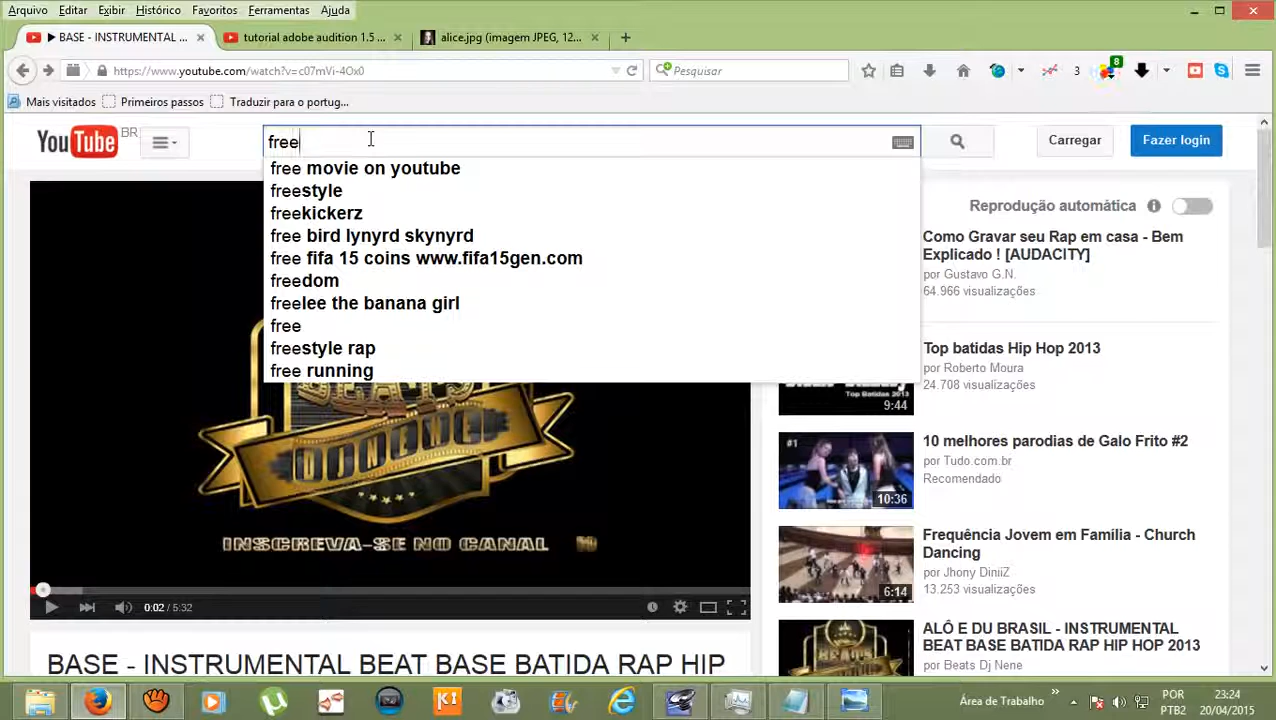 Arquivo Editar Exibir Histórico Favoritos Ferramentas Ajuda
BASE - INSTRUMENTAL ... × tutorial adobe audition 1.5 ... × alice.jpg (imagem JPEG, 12... × +
https://www.youtube.com/watch?v=c07mVi-4Ox0 Pesquisar 3 8
Mais visitados Primeiros passos Traduzir para o portug...
YouTube BR free Carregar Fazer login
free movie on youtube
freestyle
freekickerz
free bird lynyrd skynyrd
free fifa 15 coins www.fifa15gen.com
freedom
freelee the banana girl
free
freestyle rap
free running
INSCREVA-SE NO CANAL
0:02 / 5:32
BASE - INSTRUMENTAL BEAT BASE BATIDA RAP HIP
Reprodução automática
Como Gravar seu Rap em casa - Bem
Explicado ! [AUDACITY]
por Gustavo G.N.
64.966 visualizações
Top batidas Hip Hop 2013
por Roberto Moura
24.708 visualizações
Top Batidas 2013
9:44
#1
10 melhores parodias de Galo Frito #2
por Tudo.com.br
Recomendado
10:36
Frequência Jovem em Família - Church
Dancing
por Jhony DiniiZ
13.253 visualizações
6:14
ALÔ E DU BRASIL - INSTRUMENTAL
BEAT BASE BATIDA RAP HIP HOP 2013
por Beats Dj Nene
Área de Trabalho
POR
PTB2
23:24
20/04/2015